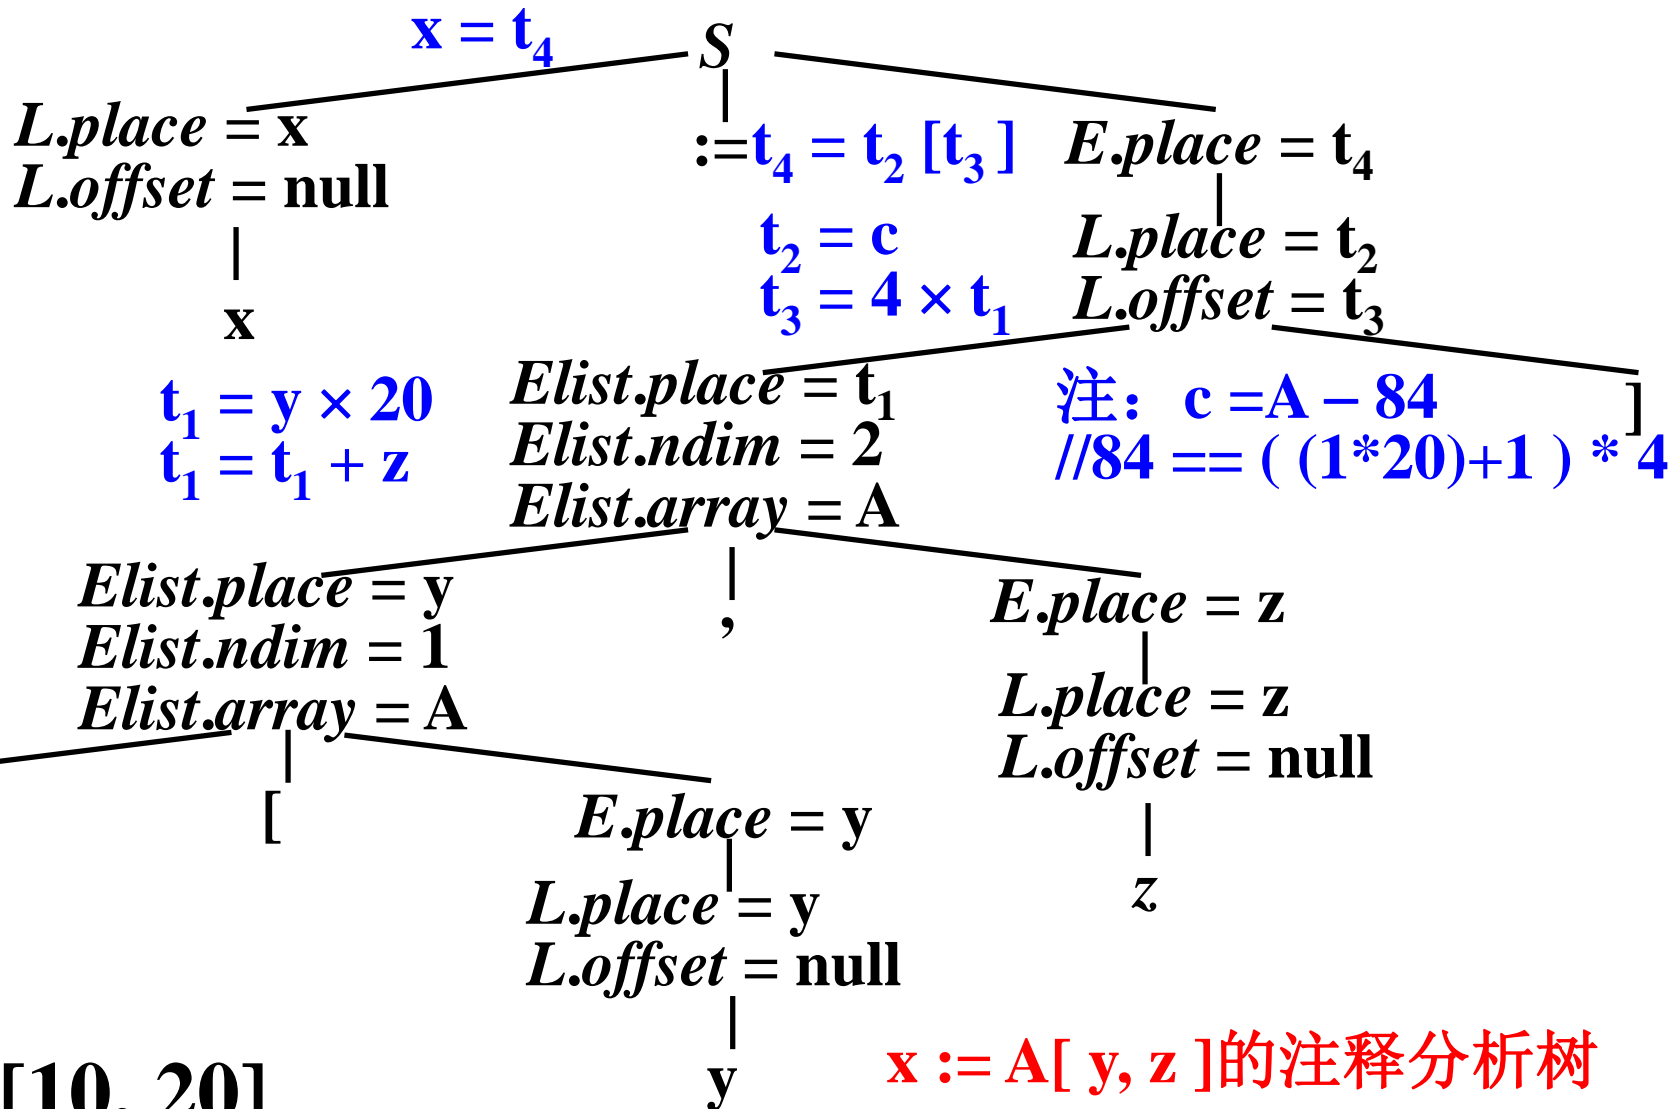 x = t4
S
L.place = x
L.offset = null
:=
t4 = t2 [t3 ]
E.place = t4
t2 = c
t3 = 4 × t1
L.place = t2
L.offset = t3
x
t1 = y × 20
t1 = t1 + z
Elist.place = t1
Elist.ndim = 2
Elist.array = A
注：c =A – 84
//84 == ( (1*20)+1 ) * 4
]
Elist.place = y
Elist.ndim = 1
Elist.array = A
,
E.place = z
L.place = z
L.offset = null
[
E.place = y
z
L.place = y
L.offset = null
y
x := A[ y, z ]的注释分析树
[10, 20]